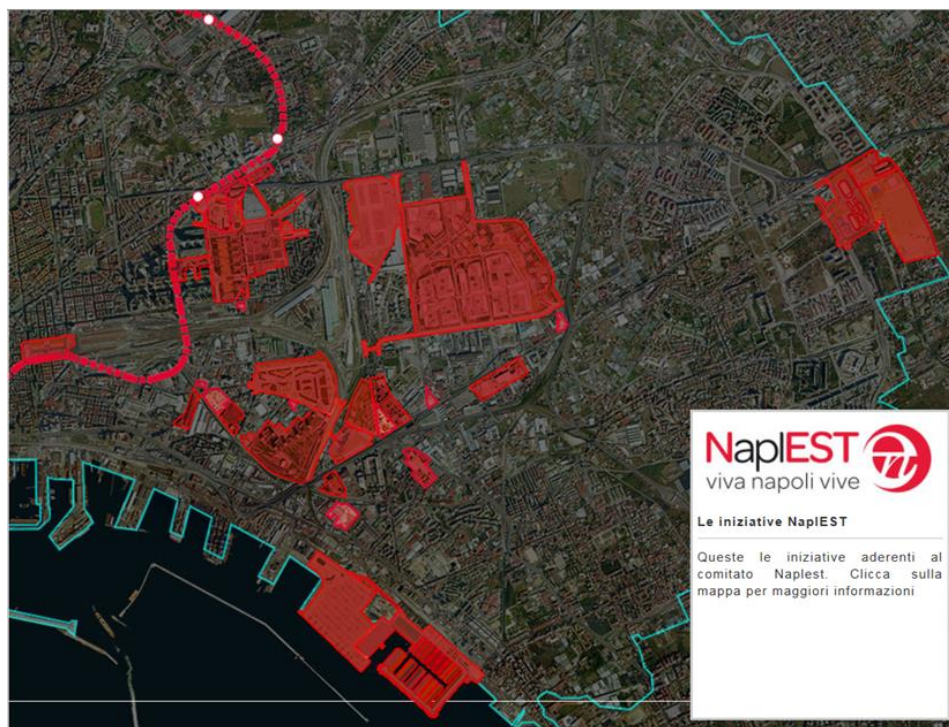 NaplEST
viva napoli vive
Le iniziative NaplEST
Queste le iniziative aderenti al
comitato Naplest. Clicca sulla
mappa per maggiori informazioni